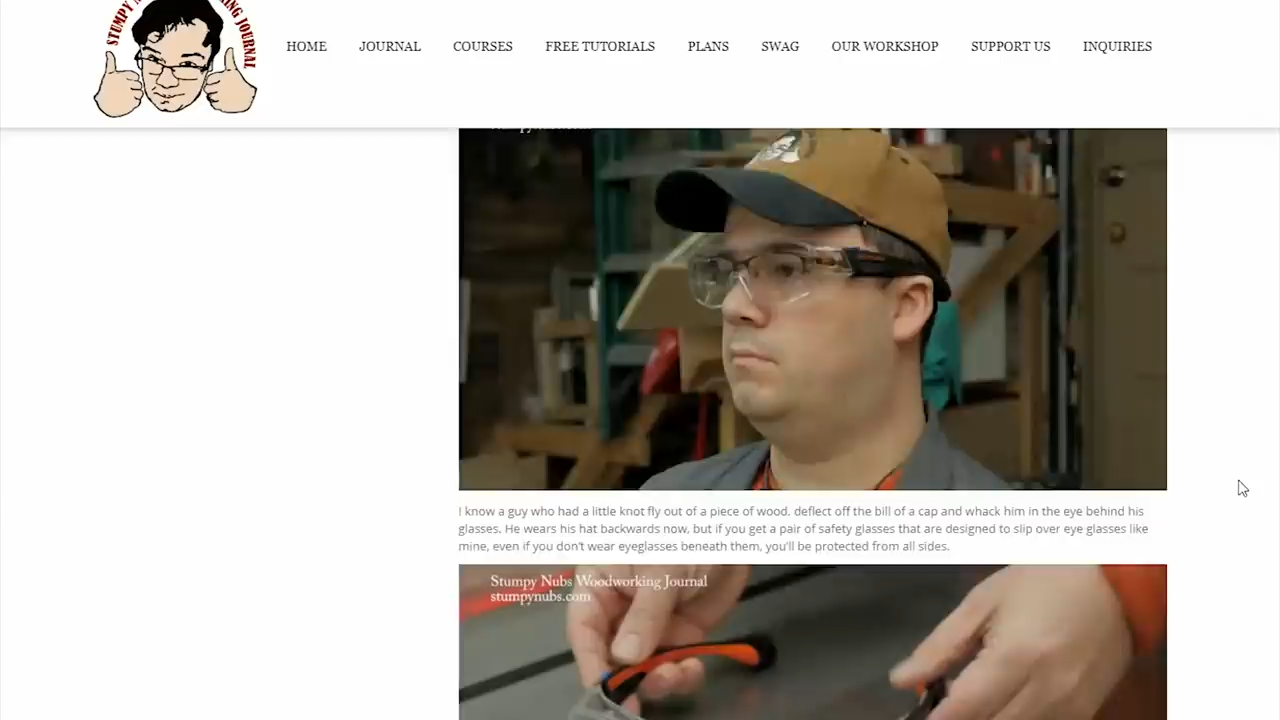 HOME JOURNAL COURSES FREE TUTORIALS PLANS SWAG OUR WORKSHOP SUPPORT US INQUIRIES
I know a guy who had a little knot fly out of a piece of wood. deflect off the bill of a cap and whack him in the eye behind his
glasses. He wears his hat backwards now, but if you get a pair of safety glasses that are designed to slip over eye glasses like
mine, even if you don't wear eyeglasses beneath them, you'll be protected from all sides.
Stumpy Nubs Woodworking Journal
stumpynubs.com